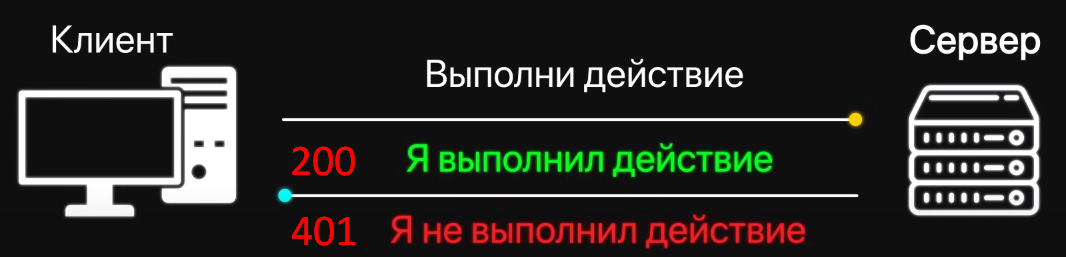 Клиент
Сервер
Выполни действие
200 Я выполнил действие
401 Я не выполнил действие